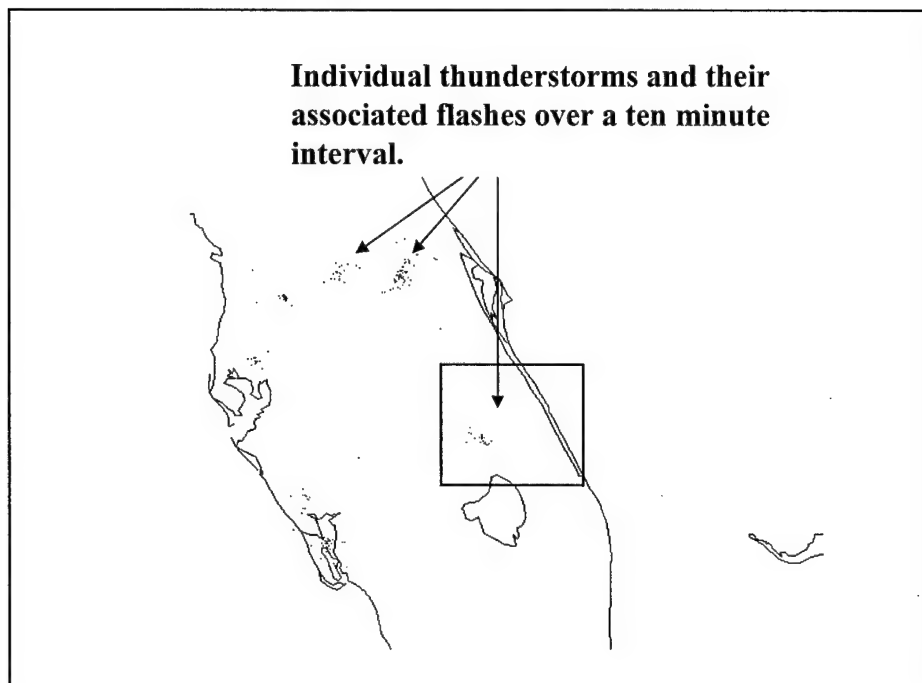 Individual thunderstorms and their
associated flashes over a ten minute
interval.